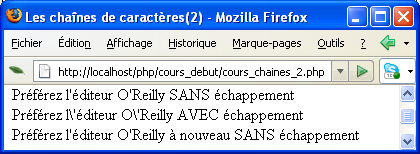 Les chaînes de caractères(2) - Mozilla Firefox
Fichier Édition Affichage Historique Marque-pages Outils ?
http://localhost/php/cours_debut/cours_chaines_2.php
Préférez l'éditeur O'Reilly SANS échappement
Préférez l\'éditeur O\'Reilly AVEC échappement
Préférez l'éditeur O'Reilly à nouveau SANS échappement